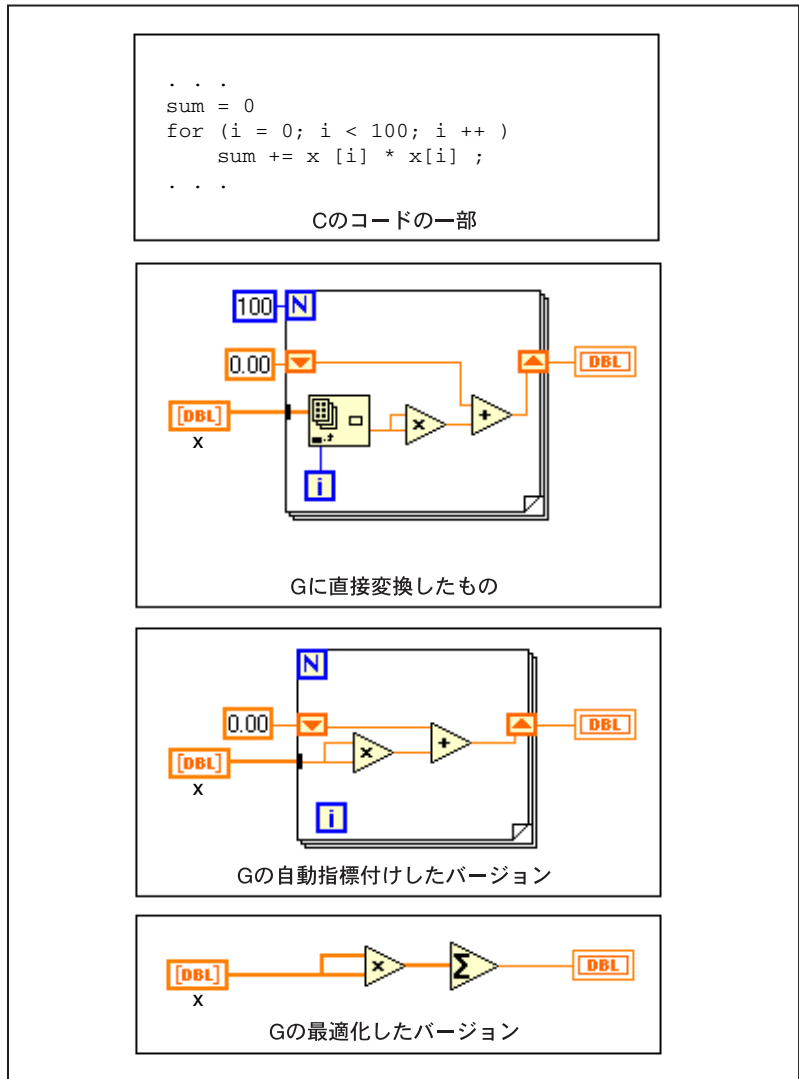 . . .
sum = 0
for (i = 0; i < 100; i ++ )
sum += x [i] * x[i] ;
. . .
Cのコードの一部
100 N
0.00 DBL
[DBL]
x
x +
i
Gに直接変換したもの
N
0.00 DBL
x +
[DBL]
x
i
Gの自動指標付けしたバージョン
[DBL] x Σ DBL
x
Gの最適化したバージョン